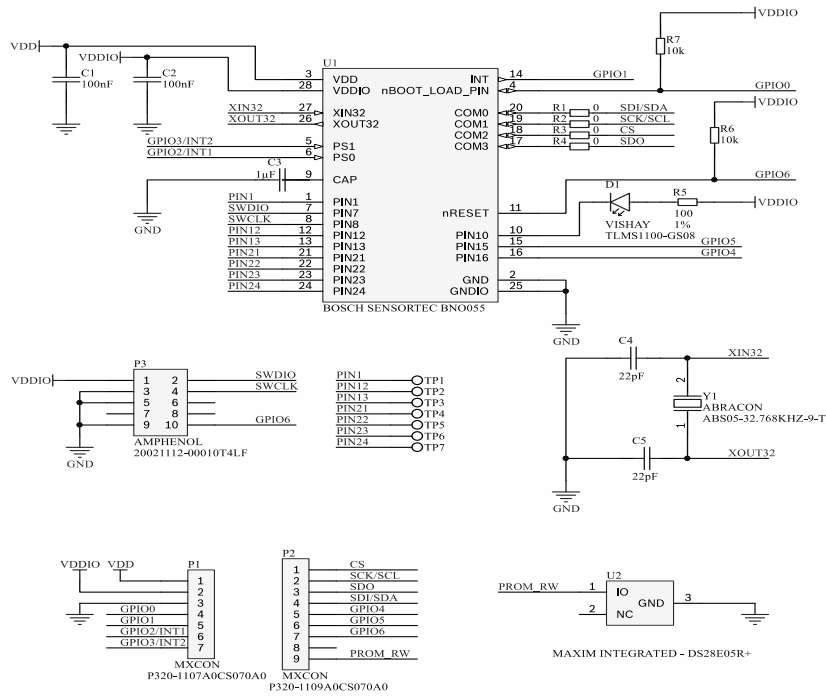 VDDIO
VDD
R7
10k
VDDIO
C1
100nF
C2
100nF
U1
3 VDD INT 14 GPIO1
28 VDDIO nBOOT_LOAD_PIN 4 GPIO0
VDDIO
XIN32 27 XIN32 COM0 20 R1 0 SDI/SDA
XOUT32 26 XOUT32 COM1 19 R2 0 SCK/SCL
COM2 18 R3 0 CS
GPIO3/INT2 5 PS1 COM3 17 R4 0 SDO
GPIO2/INT1 6 PS0
R6
10k
C3
1µF 9 CAP
GPIO6
D1 R5
PIN1 1 PIN1
SWDIO 7 PIN7 nRESET 11 VDDIO
SWCLK 8 PIN8
100
1%
GND
VISHAY
TLMS1100-GS08
PIN12 12 PIN12 PIN10 10
PIN13 13 PIN13 PIN15 15 GPIO5
PIN21 21 PIN21 PIN16 16 GPIO4
PIN22 22 PIN22
PIN23 23 PIN23 GND 2
PIN24 24 PIN24 GNDIO 25
BOSCH SENSORTEC BNO055
GND
P3
VDDIO 1 2 SWDIO
3 4 SWCLK
5 6
7 8
9 10 GPIO6
GND
AMPHENOL
20021112-00010T4LF
PIN1 TP1
PIN12 TP2
PIN13 TP3
PIN21 TP4
PIN22 TP5
PIN23 TP6
PIN24 TP7
C4
22pF
XIN32
2
Y1
ABRACON
ABS05-32.768KHZ-9-T
1
C5
22pF
XOUT32
GND
P1
VDDIO VDD
1
2
3
GPIO0 4
GPIO1 5
GPIO2/INT1 6
GPIO3/INT2 7
MXCON
P320-1107A0CS070A0
P2
1 CS
2 SCK/SCL
3 SDO
4 SDI/SDA
5 GPIO4
6 GPIO5
7 GPIO6
8
9 PROM_RW
MXCON
P320-1109A0CS070A0
U2
PROM_RW 1 IO
GND 3
2 NC
MAXIM INTEGRATED - DS28E05R+